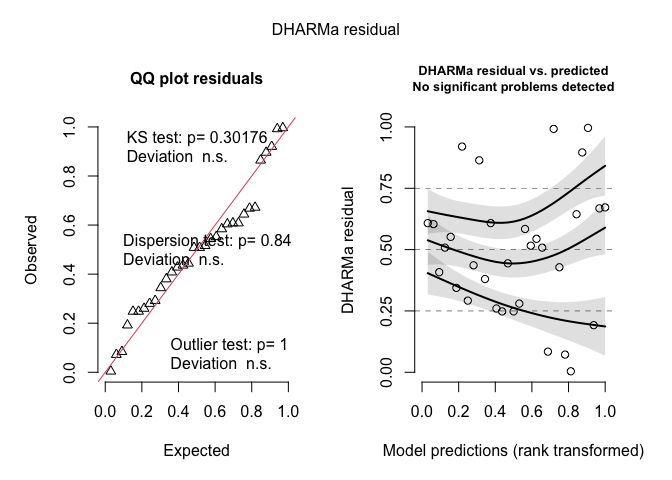 DHARMa residual
QQ plot residuals
KS test: p= 0.30176
Deviation n.s.
Dispersion test: p= 0.84
Deviation n.s.
Outlier test: p= 1
Deviation n.s.
Observed
0.0 0.2 0.4 0.6 0.8 1.0
0.0 0.2 0.4 0.6 0.8 1.0
Expected
DHARMa residual vs. predicted
No significant problems detected
DHARMa residual
0.00 0.25 0.50 0.75 1.00
0.0 0.2 0.4 0.6 0.8 1.0
Model predictions (rank transformed)